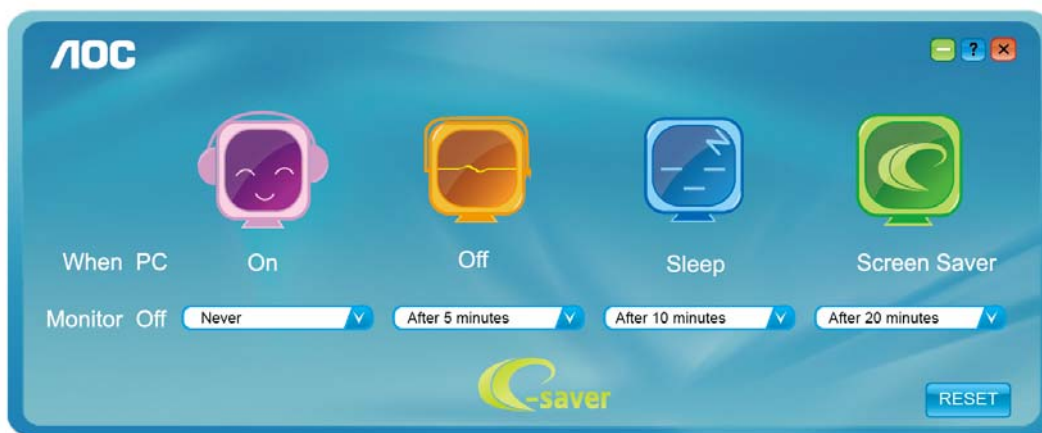 AOC
?
When PC On Off Sleep Screen Saver
Monitor Off Never After 5 minutes After 10 minutes After 20 minutes
e-saver
RESET